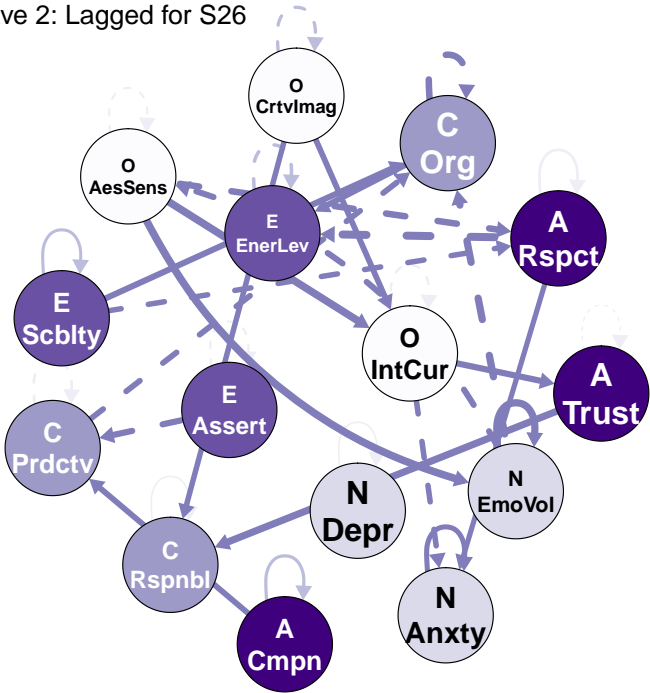 ve 2: Lagged for S26
O
CrtvImag
C
Org
O
AesSens
E
EnerLev
A
Rspct
E
Scblty
O
IntCur
A
Trust
E
Assert
C
Prdctv
N
Depr
N
EmoVol
C
Rspnbl
N
Anxty
A
Cmpn